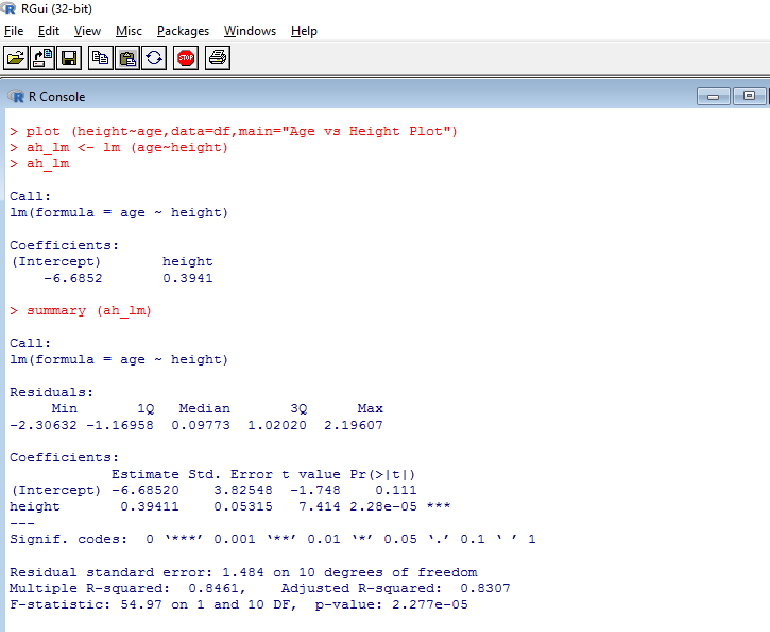 RGui (32-bit)
File Edit View Misc Packages Windows Help
STOP
R Console
> plot (height~age,data=df,main="Age vs Height Plot")
> ah_lm <- lm (age~height)
> ah_lm
Call:
lm(formula = age ~ height)
Coefficients:
(Intercept)       height
    -6.6852       0.3941
> summary (ah_lm)
Call:
lm(formula = age ~ height)
Residuals:
     Min       1Q   Median       3Q      Max
-2.30632 -1.16958  0.09773  1.02020  2.19607
Coefficients:
            Estimate Std. Error t value Pr(>|t|)
(Intercept) -6.68520    3.82548  -1.748    0.111
height       0.39411    0.05315   7.414 2.28e-05 ***
---
Signif. codes:  0 ‘***’ 0.001 ‘**’ 0.01 ‘*’ 0.05 ‘.’ 0.1 ‘ ’ 1
Residual standard error: 1.484 on 10 degrees of freedom
Multiple R-squared:  0.8461,    Adjusted R-squared:  0.8307
F-statistic: 54.97 on 1 and 10 DF,  p-value: 2.277e-05